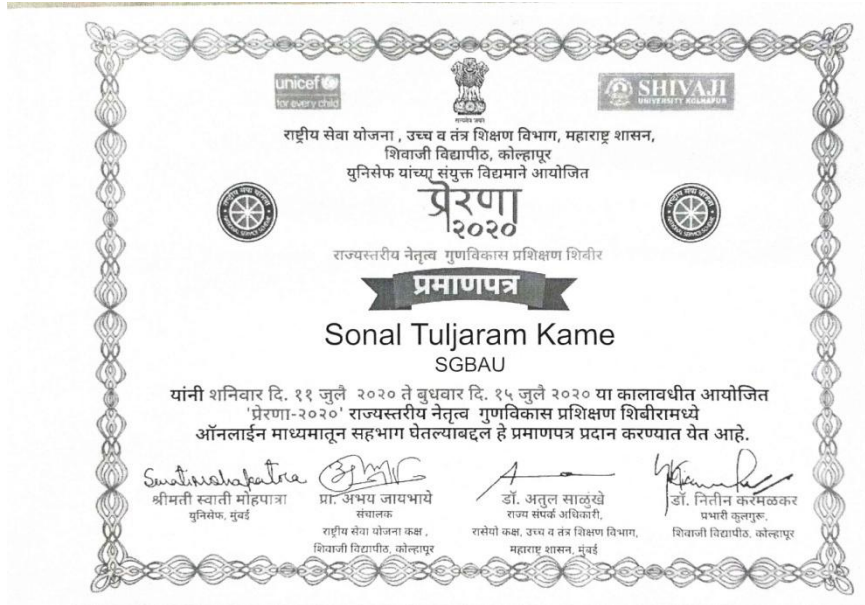 unicef
for every child
सत्यमेव जयते
SHIVAJI
UNIVERSITY KOLHAPUR
राष्ट्रीय सेवा योजना , उच्च व तंत्र शिक्षण विभाग, महाराष्ट्र शासन,
शिवाजी विद्यापीठ, कोल्हापूर
युनिसेफ यांच्या संयुक्त विद्यमाने आयोजित
प्रेरणा
२०२०
राज्यस्तरीय नेतृत्व गुणविकास प्रशिक्षण शिबीर
प्रमाणपत्र
Sonal Tuljaram Kame
SGBAU
यांनी शनिवार दि. ११ जुलै २०२० ते बुधवार दि. १५ जुलै २०२० या कालावधीत आयोजित
'प्रेरणा-२०२०' राज्यस्तरीय नेतृत्व गुणविकास प्रशिक्षण शिबीरामध्ये
ऑनलाईन माध्यमातून सहभाग घेतल्याबद्दल हे प्रमाणपत्र प्रदान करण्यात येत आहे.
श्रीमती स्वाती मोहपात्रा
युनिसेफ, मुंबई
प्रा. अभय जायभाये
संचालक
राष्ट्रीय सेवा योजना कक्ष ,
शिवाजी विद्यापीठ, कोल्हापूर
डॉ. अतुल साळुंखे
राज्य संपर्क अधिकारी,
रासेयो कक्ष, उच्च व तंत्र शिक्षण विभाग,
महाराष्ट्र शासन, मुंबई
डॉ. नितीन करमळकर
प्रभारी कुलगुरू,
शिवाजी विद्यापीठ, कोल्हापूर